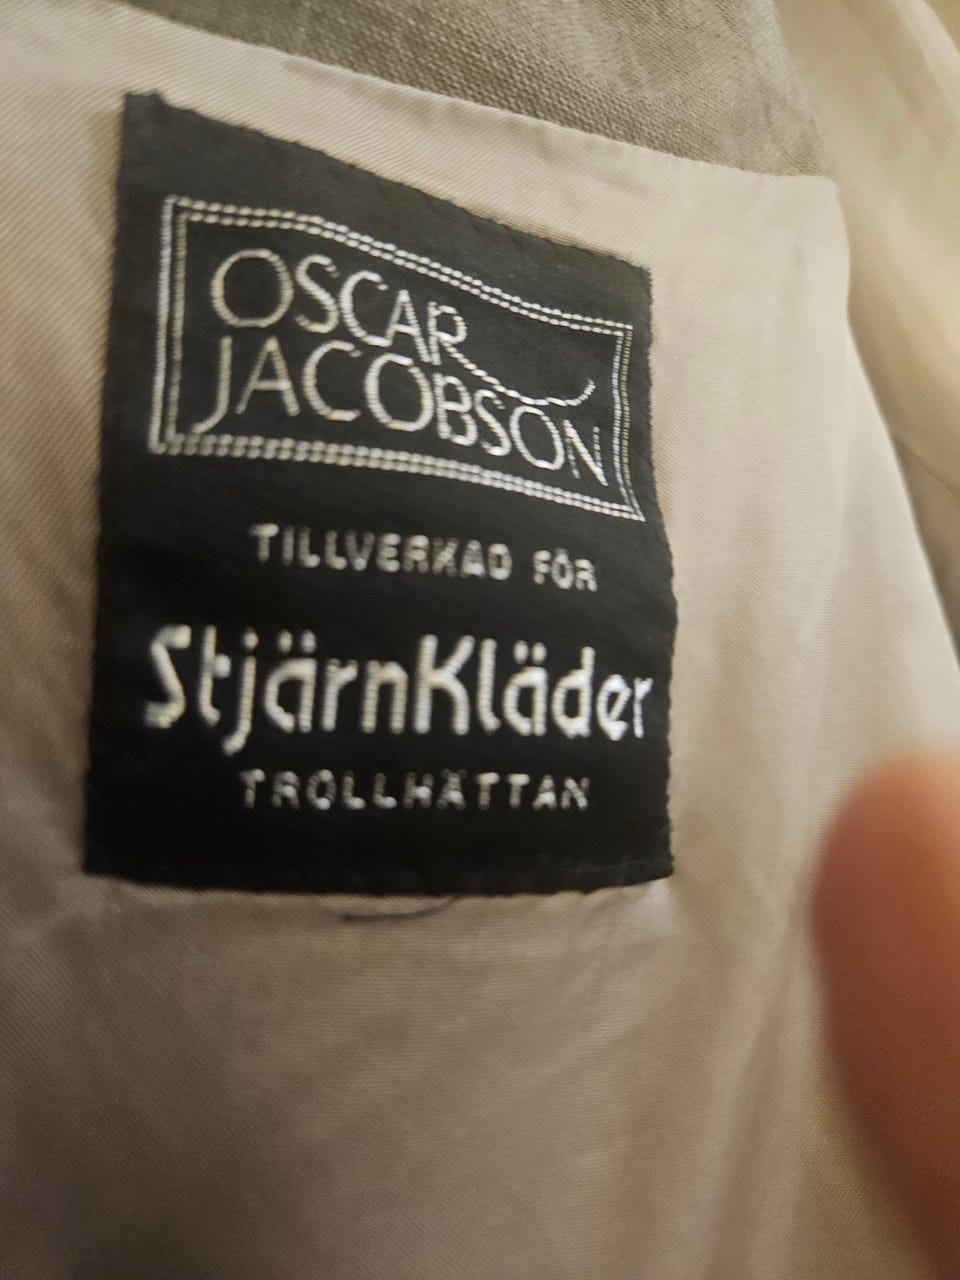 OSCAR
JACOBSON
TILLVERKAD FÖR
StjärnKläder
TROLLHÄTTAN